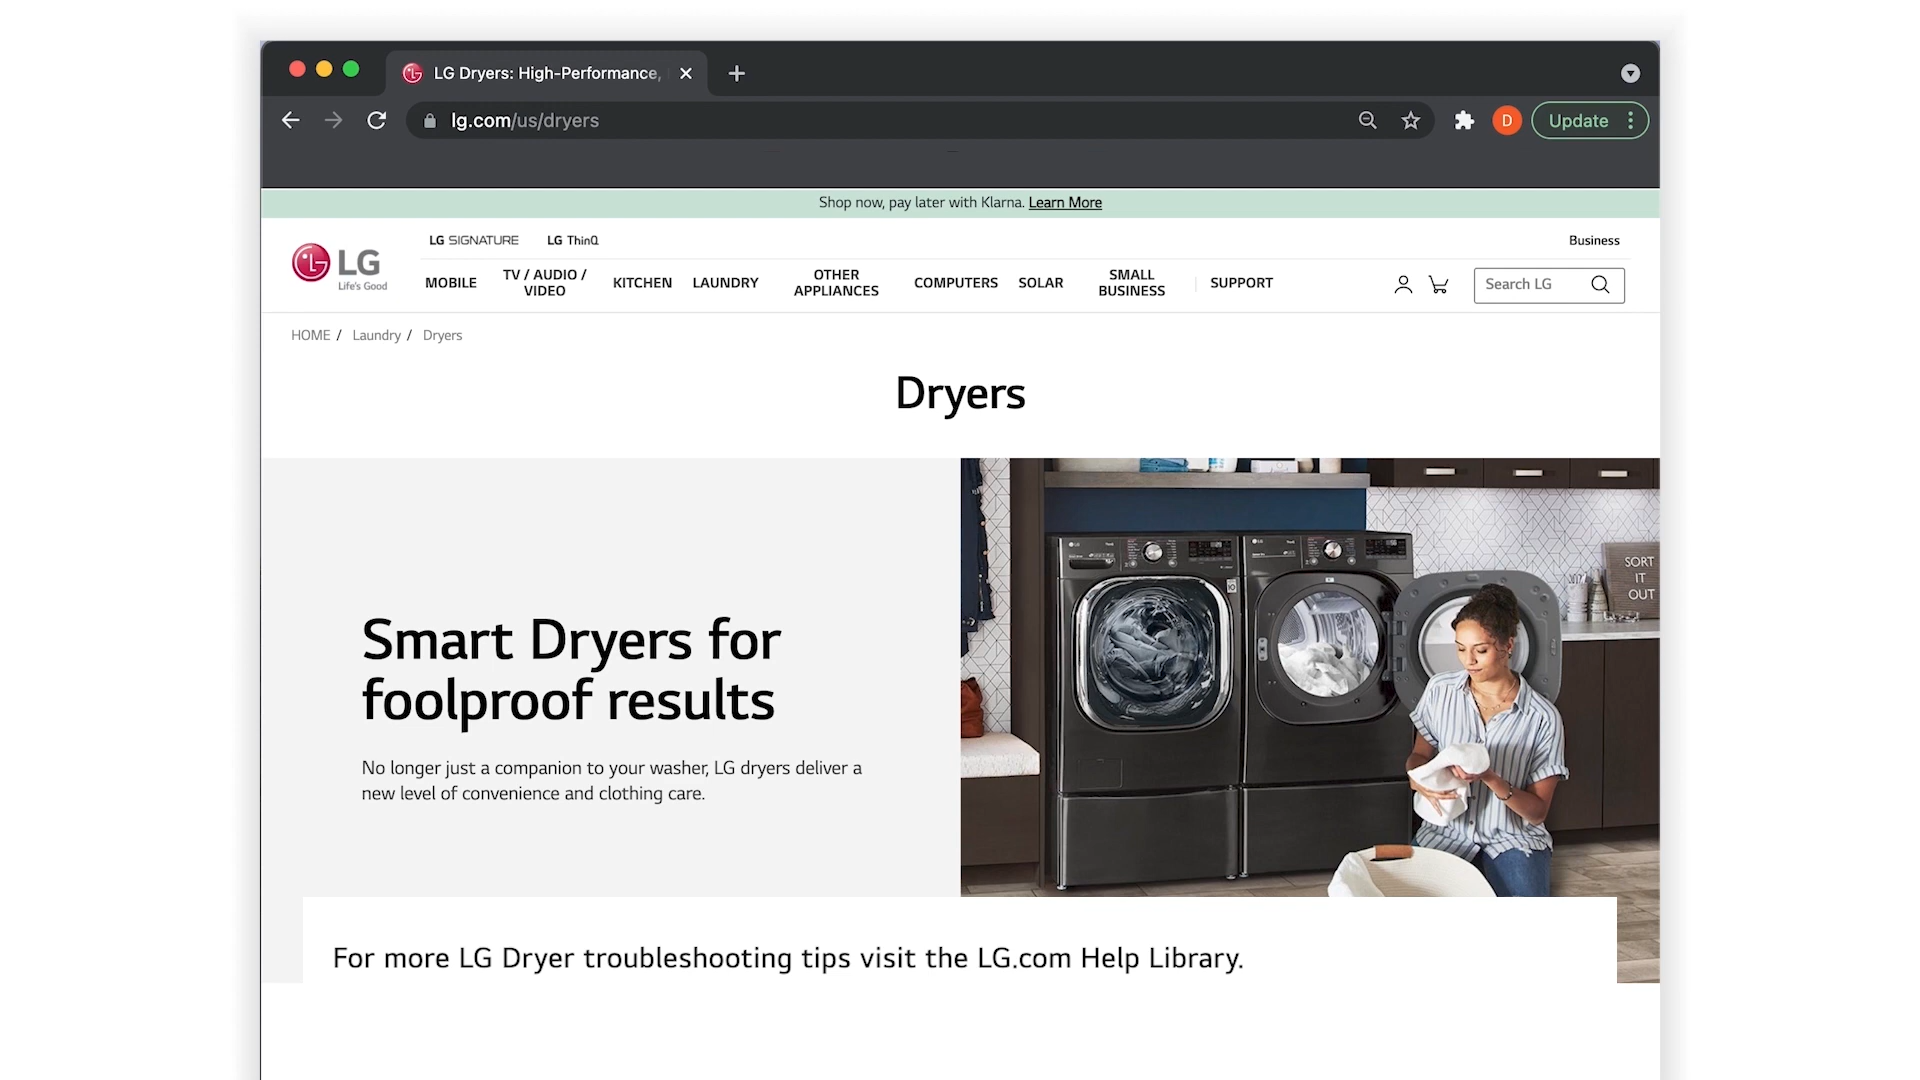 LG Dryers: High-Performance,
lg.com/us/dryers
D
Update
Shop now, pay later with Klarna. Learn More
LG SIGNATURE
LG ThinQ
Business
LG
Life's Good
MOBILE
TV / AUDIO /
VIDEO
KITCHEN
LAUNDRY
OTHER
APPLIANCES
COMPUTERS
SOLAR
SMALL
BUSINESS
SUPPORT
Search LG
HOME / Laundry / Dryers
Dryers
Smart Dryers for
foolproof results
No longer just a companion to your washer, LG dryers deliver a
new level of convenience and clothing care.
SORT
IT
OUT
For more LG Dryer troubleshooting tips visit the LG.com Help Library.